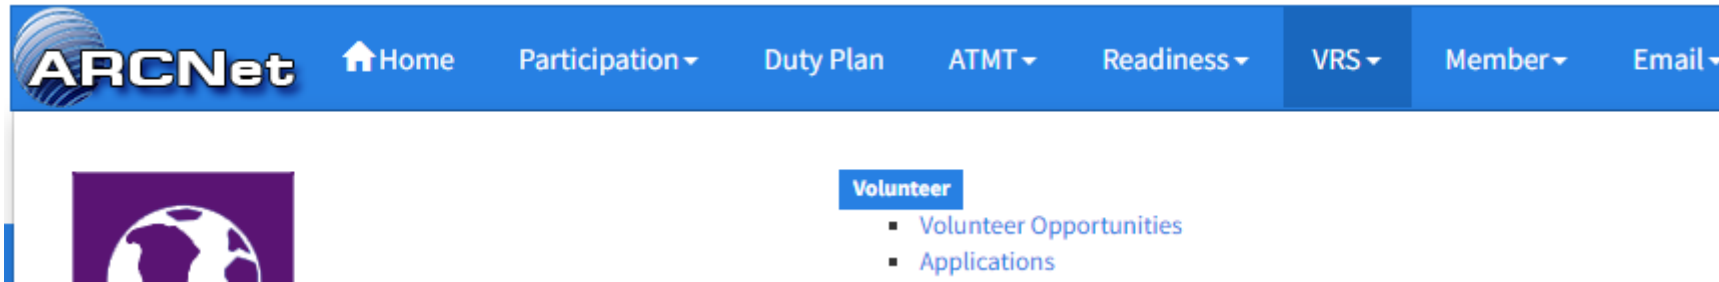 ARCNet Home Participation Duty Plan ATMT Readiness VRS Member Email
Volunteer
Volunteer Opportunities
Applications